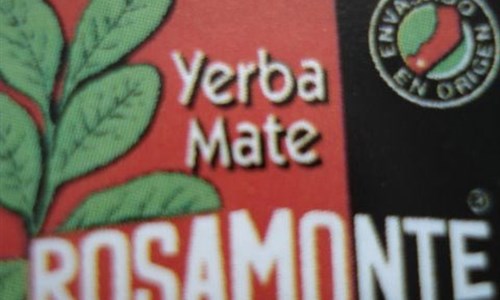 ENVASADO
EN ORIGEN
Yerba
Mate
ROSAMONTE